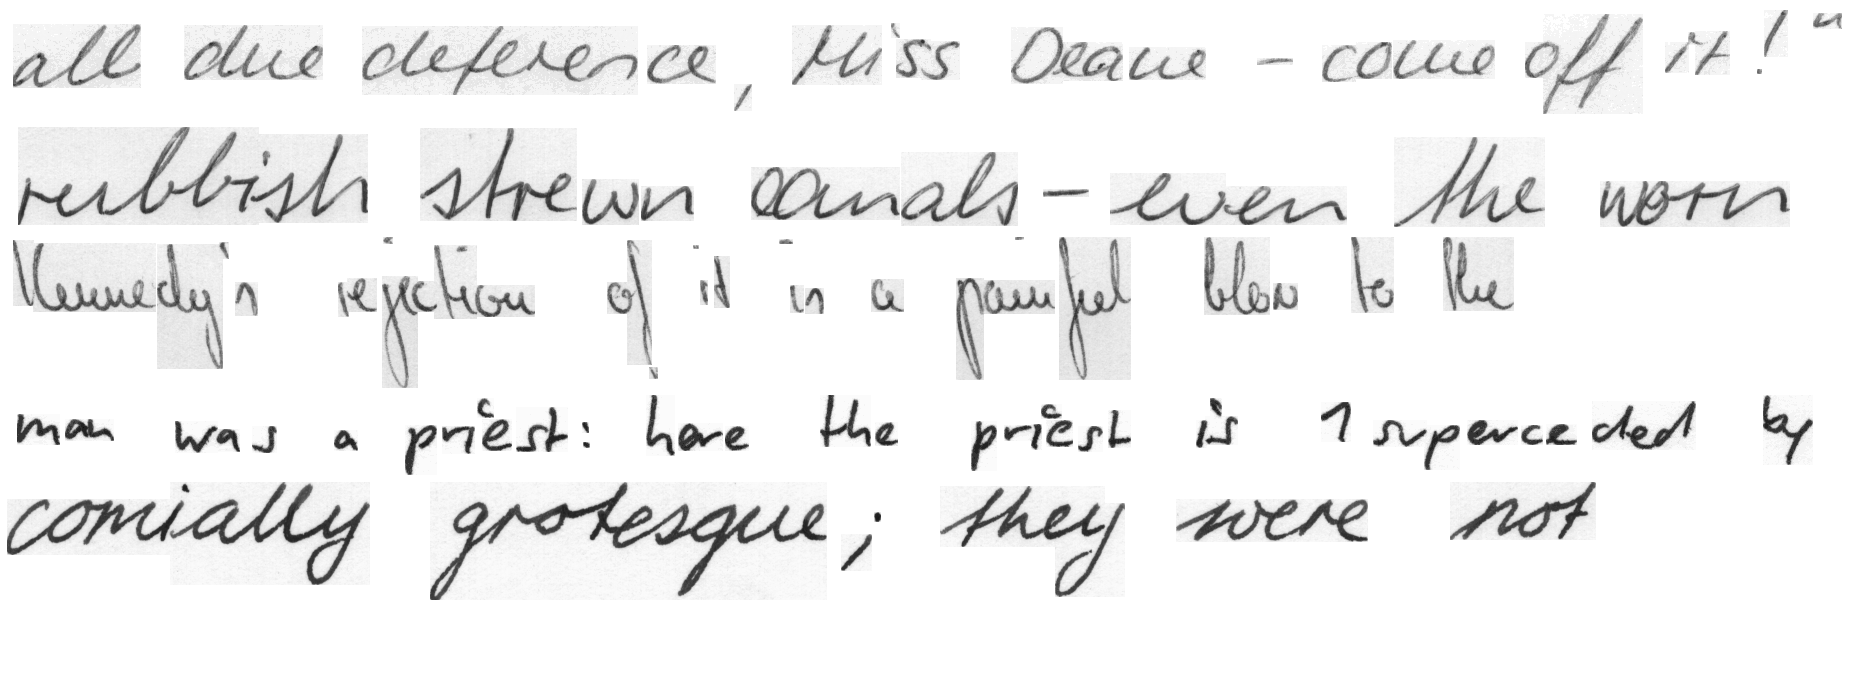 all due deference, Miss Deane - come off it! "
rubbish strewn canals - even the worn
Kennedy's rejection of it is a painful blow to the
man was a priest: here the priest is 1 superceded by
comially grotesque; they were not